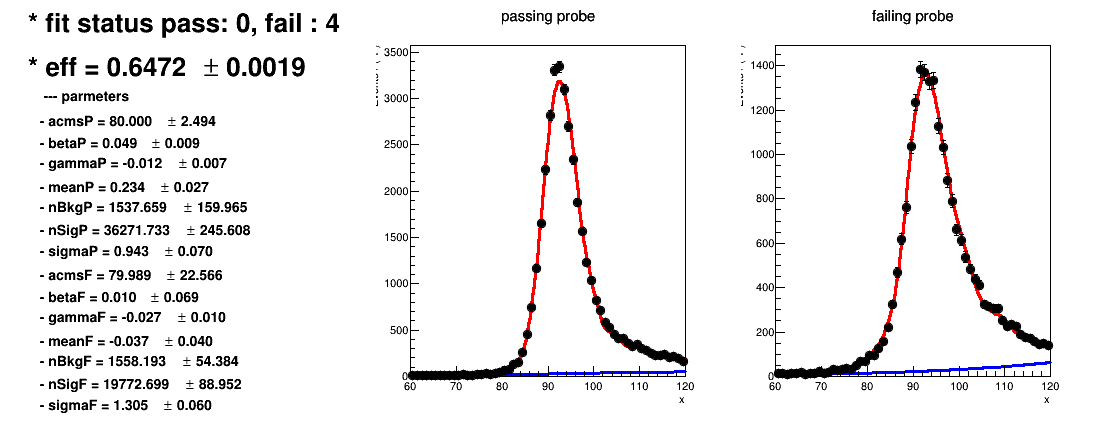 * fit status pass: 0, fail : 4
* eff = 0.6472 ± 0.0019
--- parmeters
- acmsP = 80.000 ± 2.494
- betaP = 0.049 ± 0.009
- gammaP = -0.012 ± 0.007
- meanP = 0.234 ± 0.027
- nBkgP = 1537.659 ± 159.965
- nSigP = 36271.733 ± 245.608
- sigmaP = 0.943 ± 0.070
- acmsF = 79.989 ± 22.566
- betaF = 0.010 ± 0.069
- gammaF = -0.027 ± 0.010
- meanF = -0.037 ± 0.040
- nBkgF = 1558.193 ± 54.384
- nSigF = 19772.699 ± 88.952
- sigmaF = 1.305 ± 0.060
passing probe
3500
3000
2500
2000
1500
1000
500
0
60 70 80 90 100 110 120
x
failing probe
1400
1200
1000
800
600
400
200
0
60 70 80 90 100 110 120
x